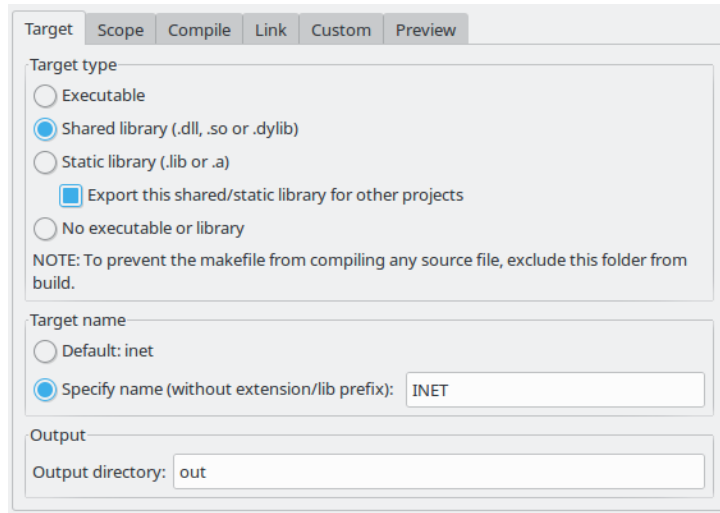 Target Scope Compile Link Custom Preview
Target type
Executable
Shared library (.dll, .so or .dylib)
Static library (.lib or .a)
Export this shared/static library for other projects
No executable or library
NOTE: To prevent the makefile from compiling any source file, exclude this folder from
build.
Target name
Default: inet
Specify name (without extension/lib prefix): INET
Output
Output directory: out